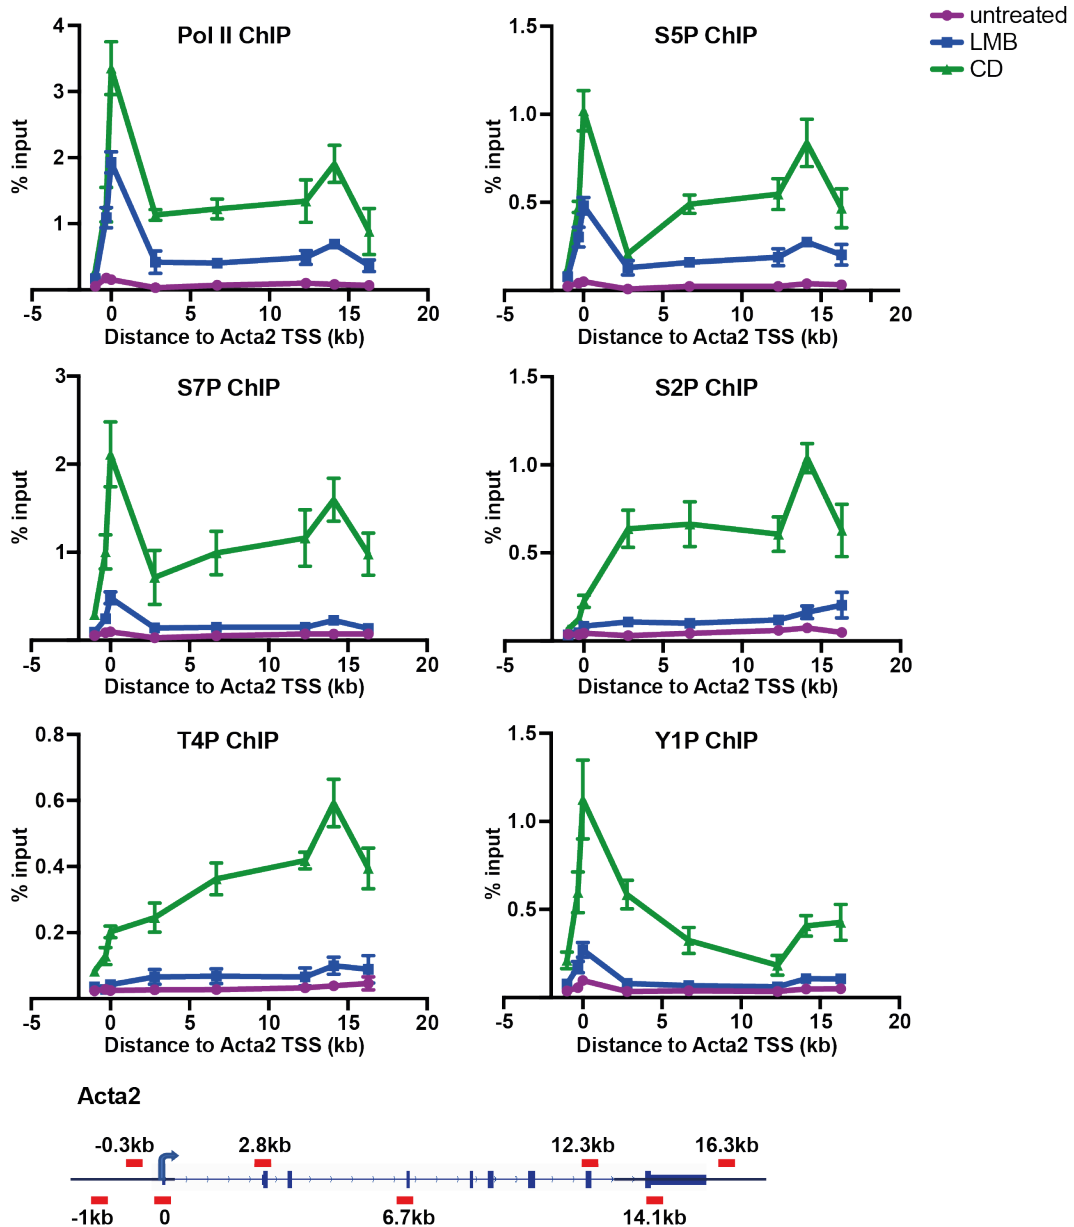 untreated
LMB
CD
Pol II ChIP
4
3
2
1
% input
-5 0 5 10 15 20
Distance to Acta2 TSS (kb)
S5P ChIP
1.5
1.0
0.5
% input
-5 0 5 10 15 20
Distance to Acta2 TSS (kb)
S7P ChIP
3
2
1
% input
-5 0 5 10 15 20
Distance to Acta2 TSS (kb)
S2P ChIP
1.5
1.0
0.5
% input
-5 0 5 10 15 20
Distance to Acta2 TSS (kb)
T4P ChIP
0.8
0.6
0.4
0.2
% input
-5 0 5 10 15 20
Distance to Acta2 TSS (kb)
Y1P ChIP
1.5
1.0
0.5
% input
-5 0 5 10 15 20
Distance to Acta2 TSS (kb)
Acta2
-0.3kb 2.8kb 12.3kb 16.3kb
-1kb 0 6.7kb 14.1kb